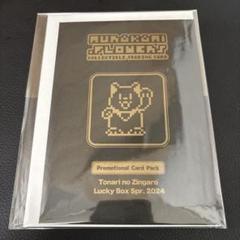 MURAKAMI
.FLOWERS
COLLECTIBLE TRADING CARD
Promotional Card Pack
Tonari no Zingaro
Lucky Box Spr. 2024